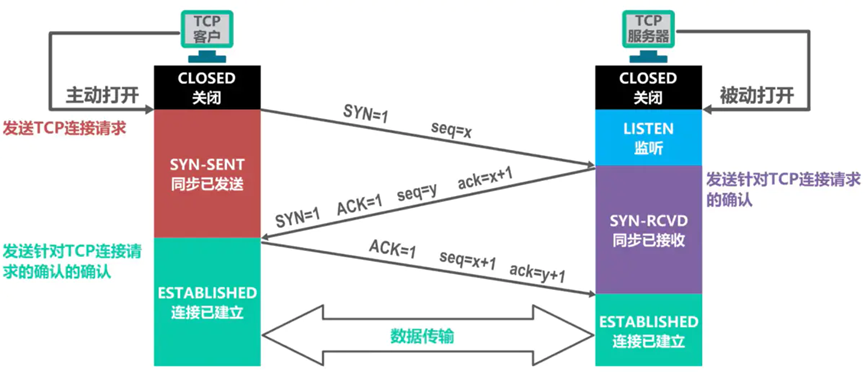 TCP
客户
TCP
服务器
CLOSED
关闭
CLOSED
关闭
主动打开
被动打开
发送TCP连接请求
SYN=1 seq=x
LISTEN
监听
SYN-SENT
同步已发送
SYN=1 ACK=1 seq=y ack=x+1
发送针对TCP连接请求
的确认
SYN-RCVD
同步已接收
发送针对TCP连接请
求的确认的确认
ACK=1 seq=x+1 ack=y+1
ESTABLISHED
连接已建立
数据传输
ESTABLISHED
连接已建立